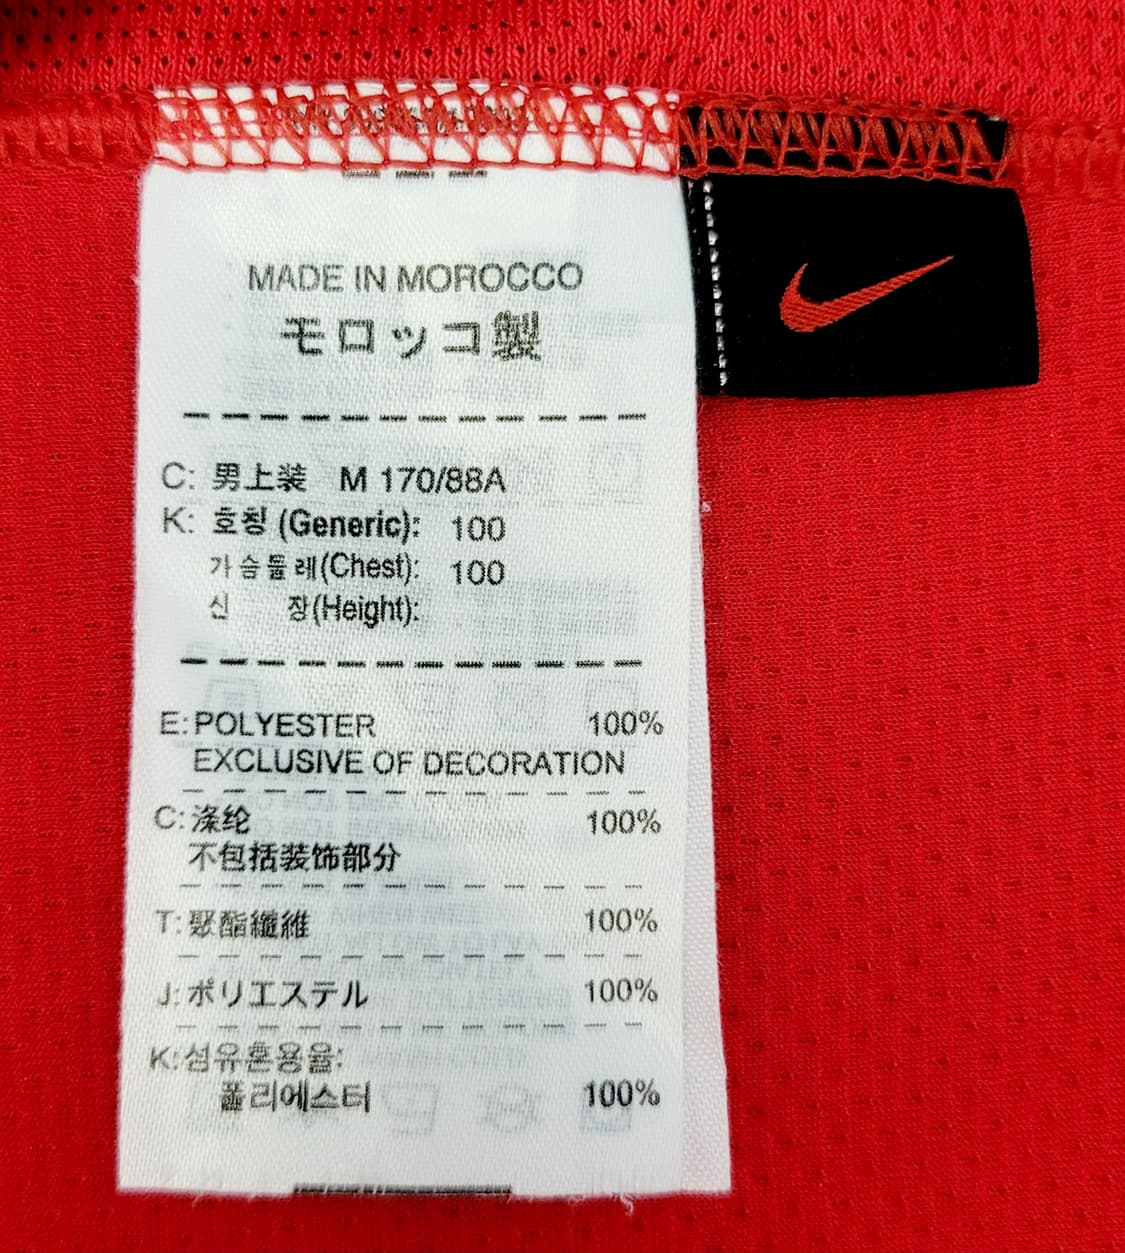 MADE IN MOROCCO
モロッコ製
C: 男上装 M 170/88A
K: 호칭 (Generic): 100
가슴둘레(Chest): 100
신 장(Height):
E: POLYESTER 100%
EXCLUSIVE OF DECORATION
C: 涤纶 100%
不包括装饰部分
T: 聚酯纖維 100%
J: ポリエステル 100%
K: 섬유혼용율:
폴리에스터 100%